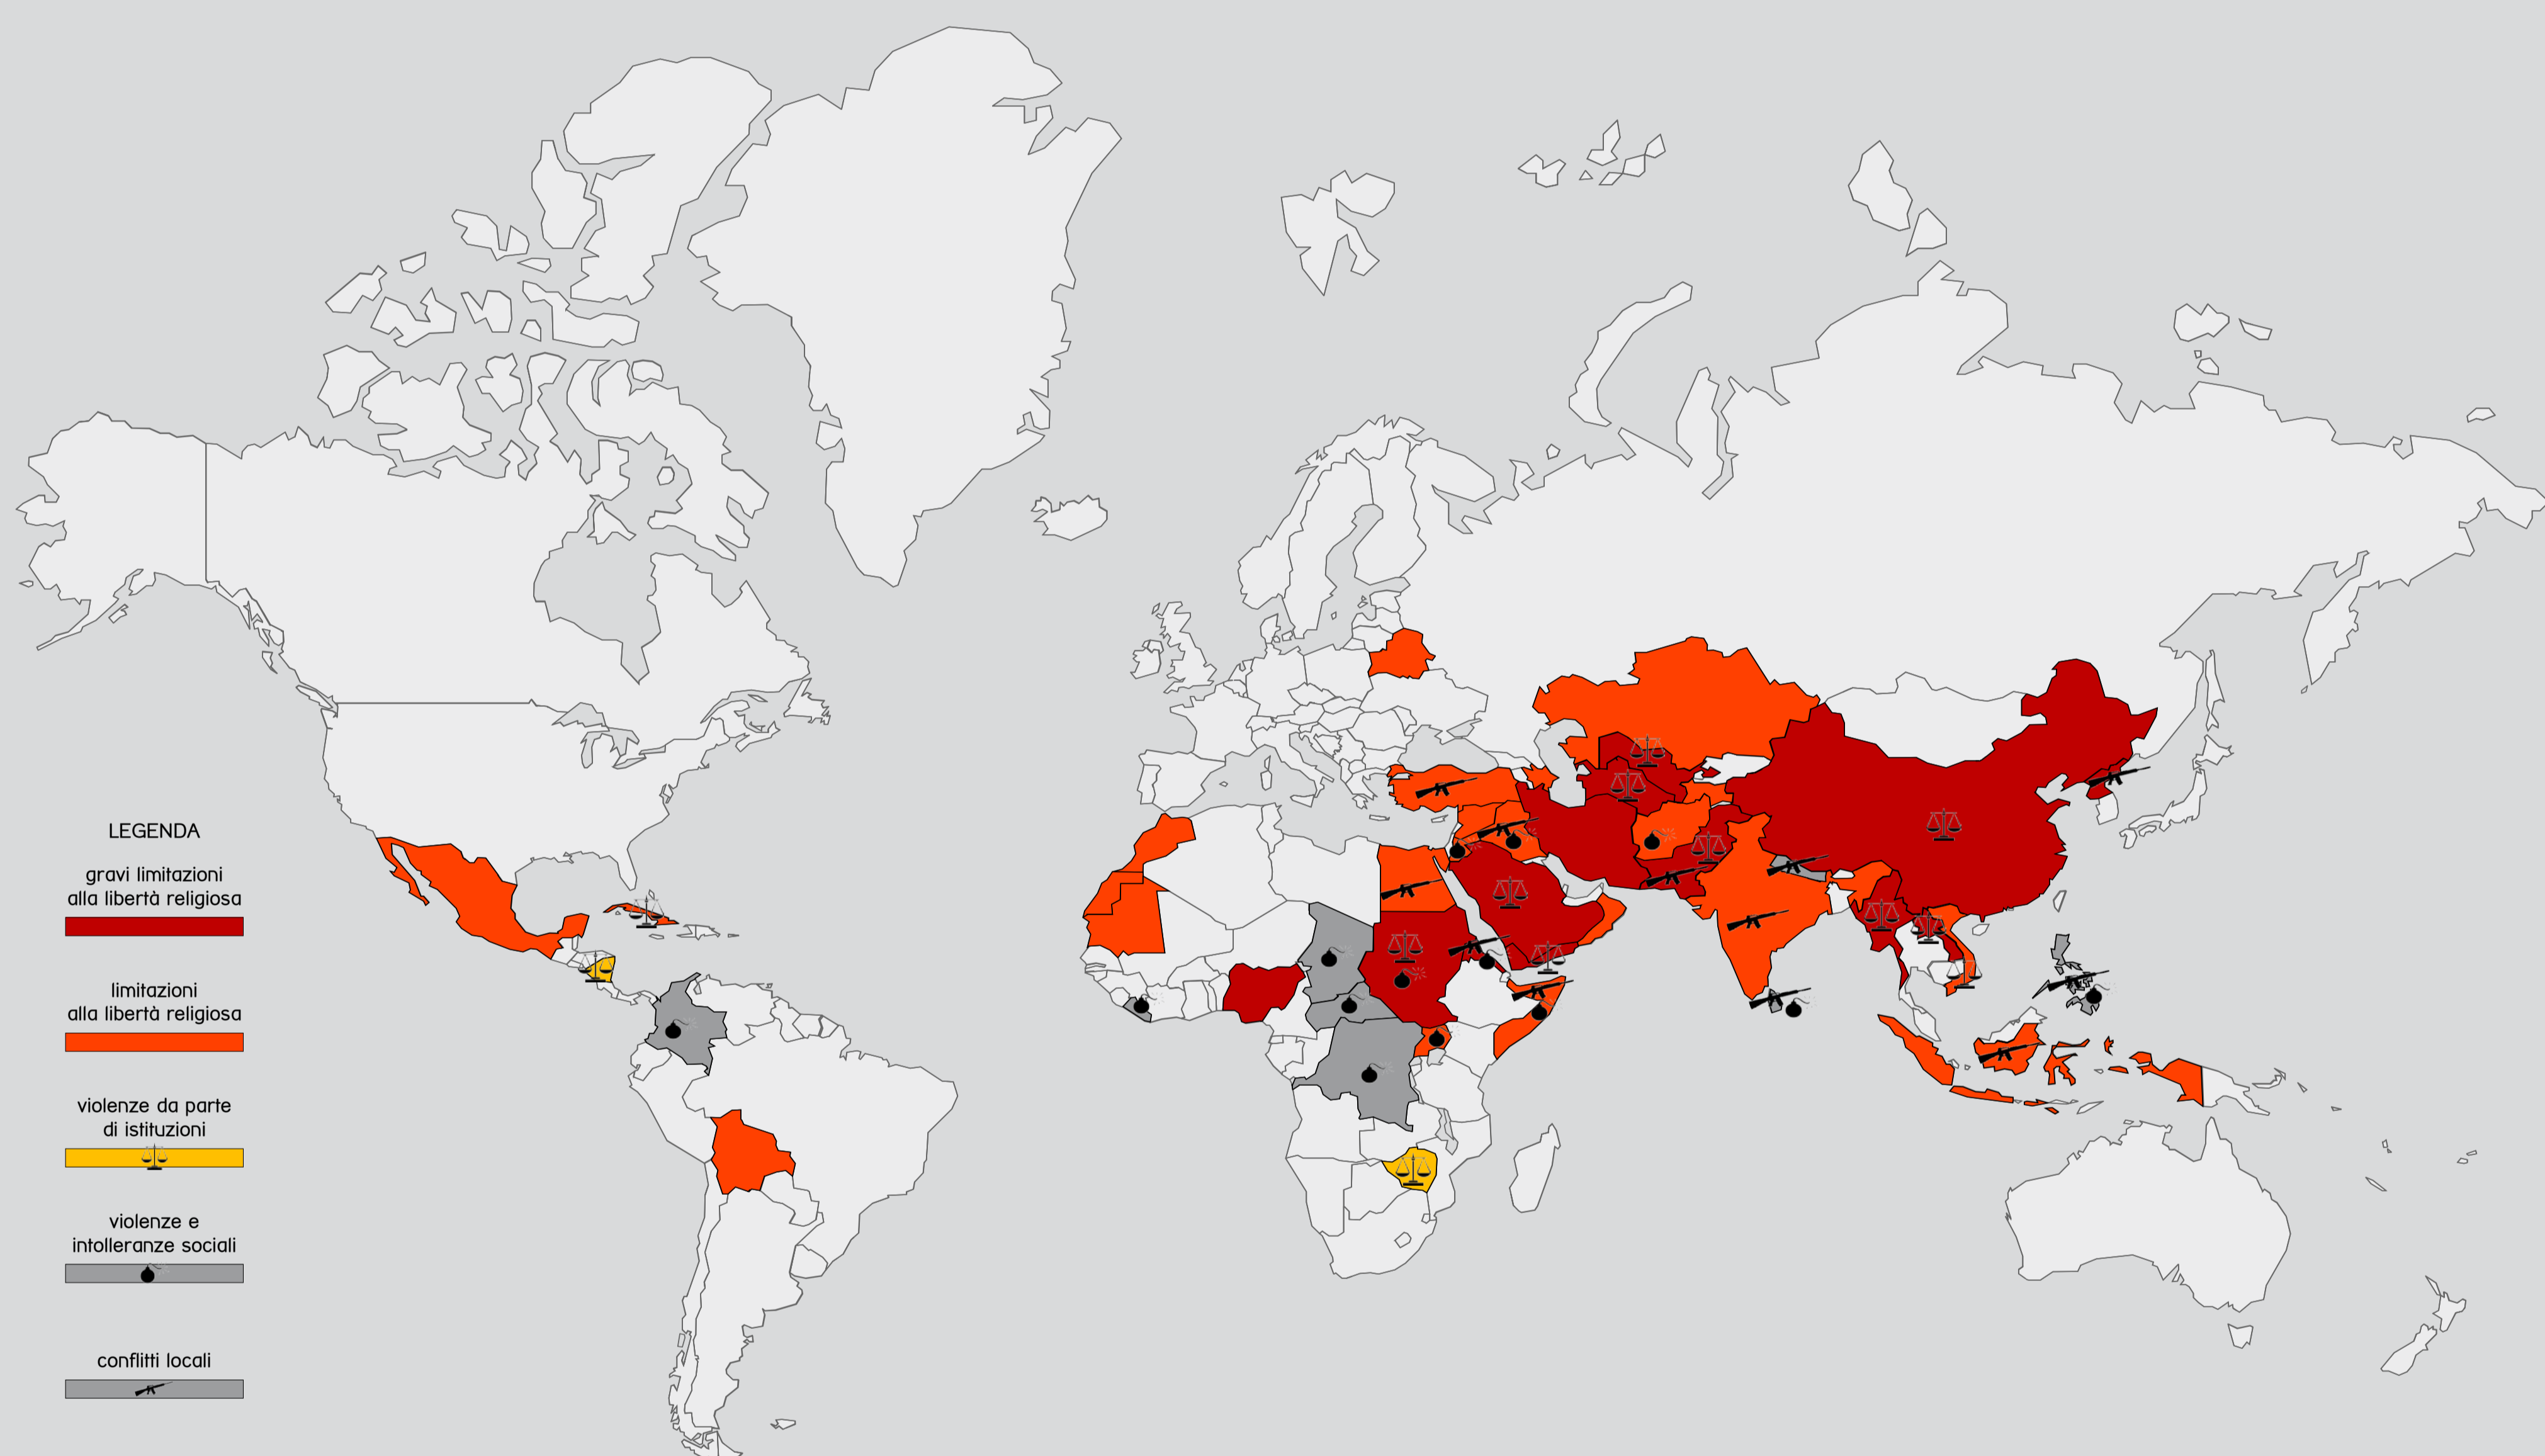 LEGENDA
gravi limitazioni
alla libertà religiosa
limitazioni
alla libertà religiosa
violenze da parte
di istituzioni
violenze e
intolleranze sociali
conflitti locali